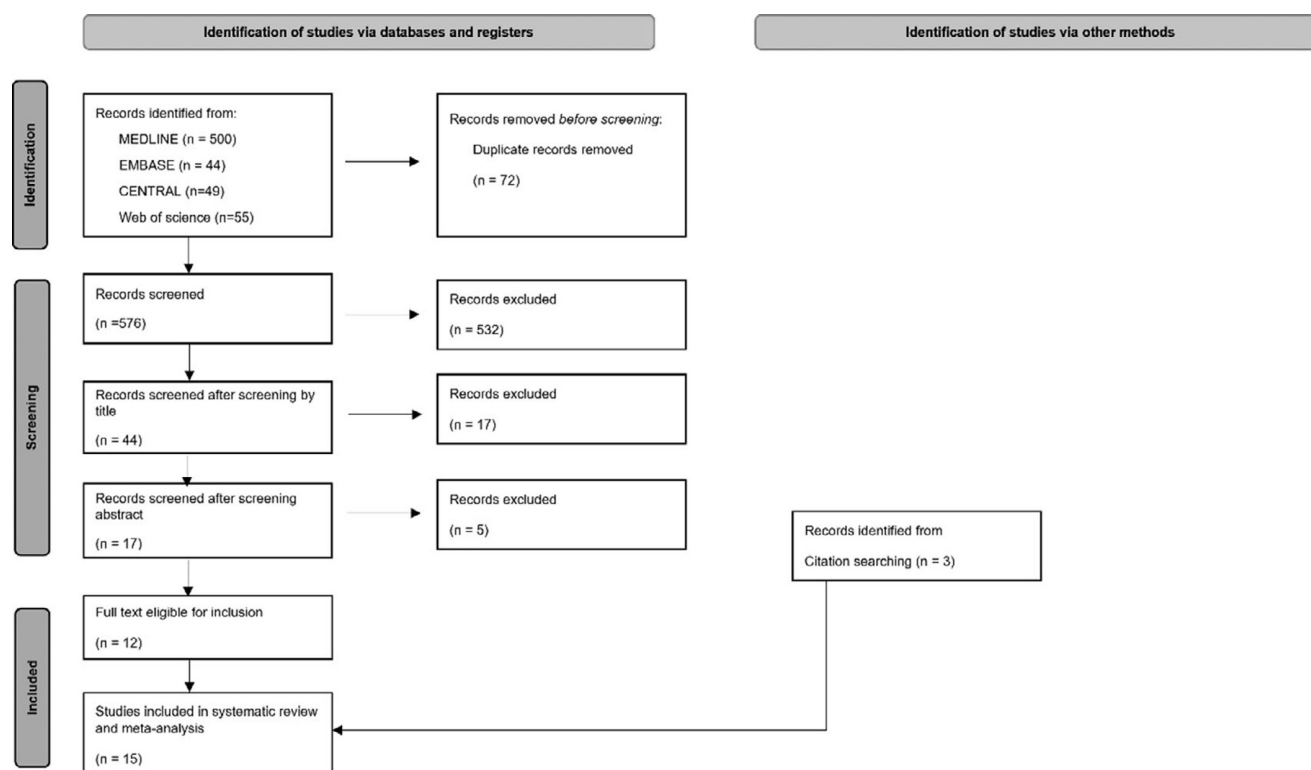 Identification of studies via databases and registers
Identification of studies via other methods
Identification
Records identified from:
MEDLINE (n = 500)
EMBASE (n = 44)
CENTRAL (n=49)
Web of science (n=55)
Records removed before screening:
Duplicate records removed
(n = 72)
Screening
Records screened
(n =576)
Records excluded
(n = 532)
Records screened after screening by
title
(n = 44)
Records excluded
(n = 17)
Records screened after screening
abstract
(n = 17)
Records excluded
(n = 5)
Records identified from
Citation searching (n = 3)
Included
Full text eligible for inclusion
(n = 12)
Studies included in systematic review
and meta-analysis
(n = 15)